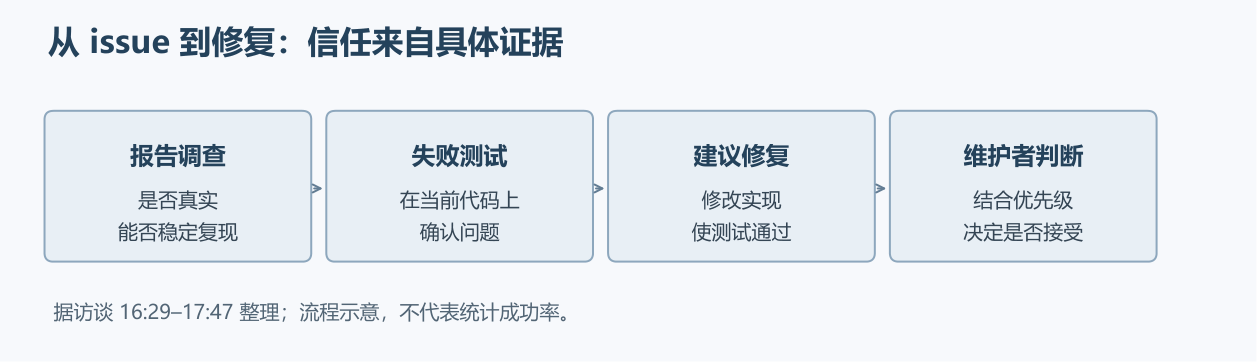 从 issue 到修复：信任来自具体证据
报告调查
是否真实
能否稳定复现
失败测试
在当前代码上
确认问题
建议修复
修改实现
使测试通过
维护者判断
结合优先级
决定是否接受
据访谈 16:29–17:47 整理；流程示意，不代表统计成功率。